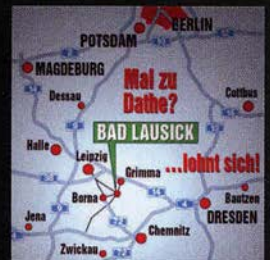 BERLIN
POTSDAM
MAGDEBURG
Mal zu
Dathe?
Dessau
Cottbus
BAD LAUSICK
Halle
Leipzig
Grimma
...lohnt sich!
Borna
Bautzen
DRESDEN
Jena
Chemnitz
Zwickau